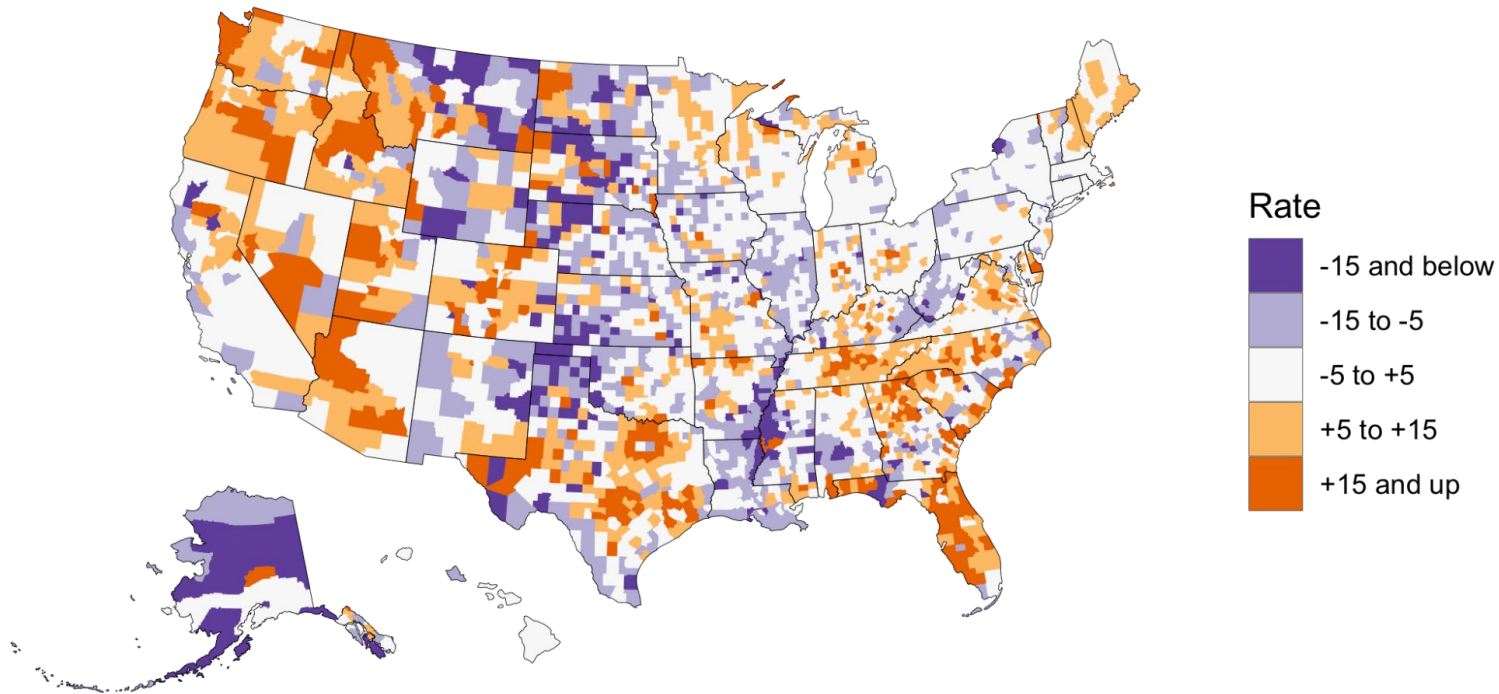 Rate
-15 and below
-15 to -5
-5 to +5
+5 to +15
+15 and up